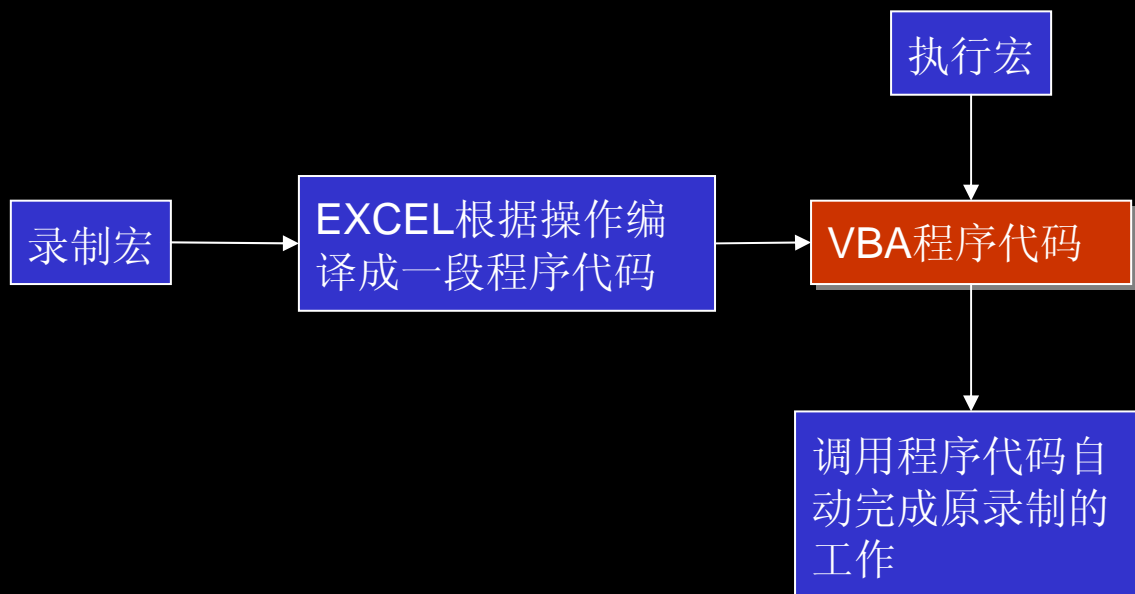 执行宏
录制宏
EXCEL根据操作编
译成一段程序代码
VBA程序代码
调用程序代码自
动完成原录制的
工作